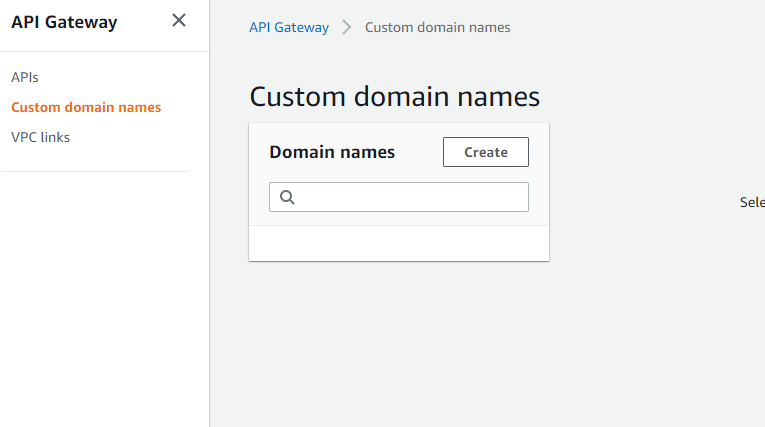 API Gateway
APIs
Custom domain names
VPC links
API Gateway
Custom domain names
Custom domain names
Domain names
Create
Sele